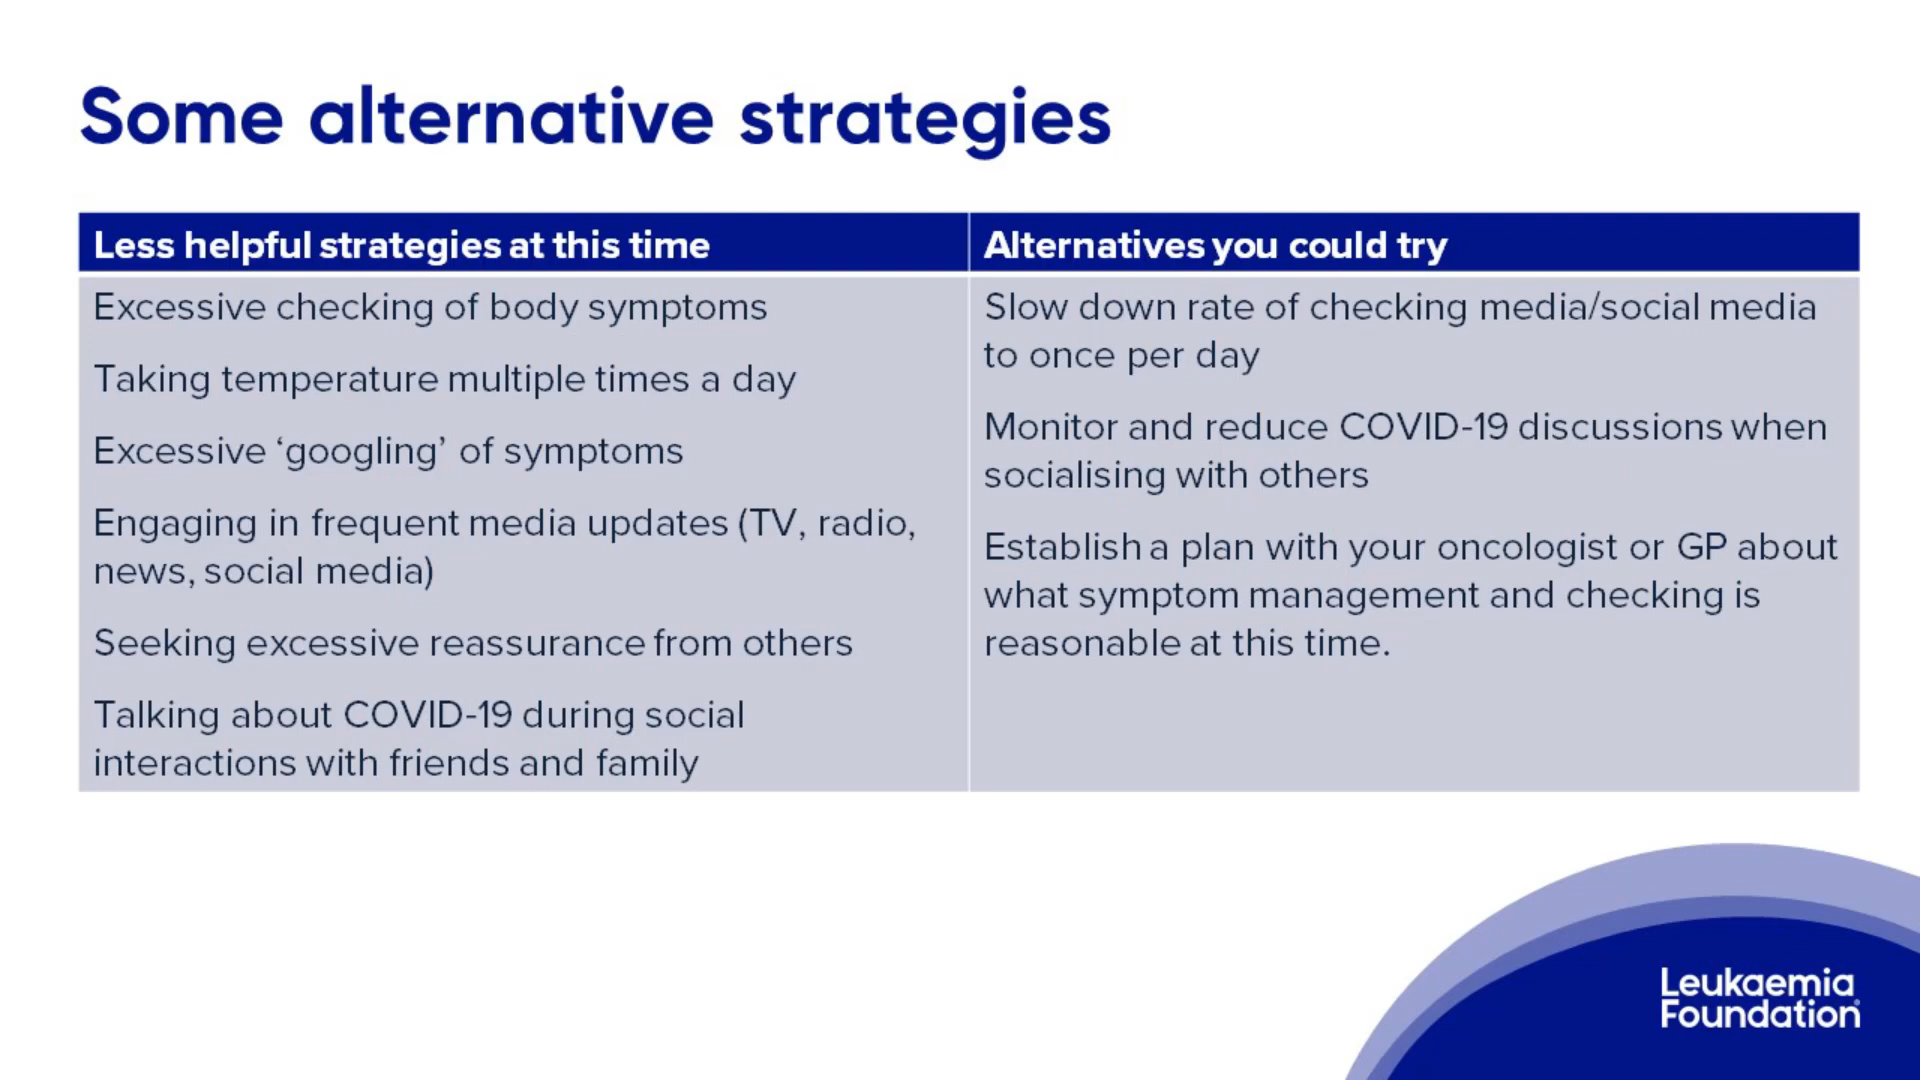 Some alternative strategies
Less helpful strategies at this time
Excessive checking of body symptoms
Taking temperature multiple times a day
Excessive ‘googling’ of symptoms
Engaging in frequent media updates (TV, radio,
news, social media)
Seeking excessive reassurance from others
Talking about COVID-19 during social
interactions with friends and family
Alternatives you could try
Slow down rate of checking media/social media
to once per day
Monitor and reduce COVID-19 discussions when
socialising with others
Establish a plan with your oncologist or GP about
what symptom management and checking is
reasonable at this time.
Leukaemia
Foundation